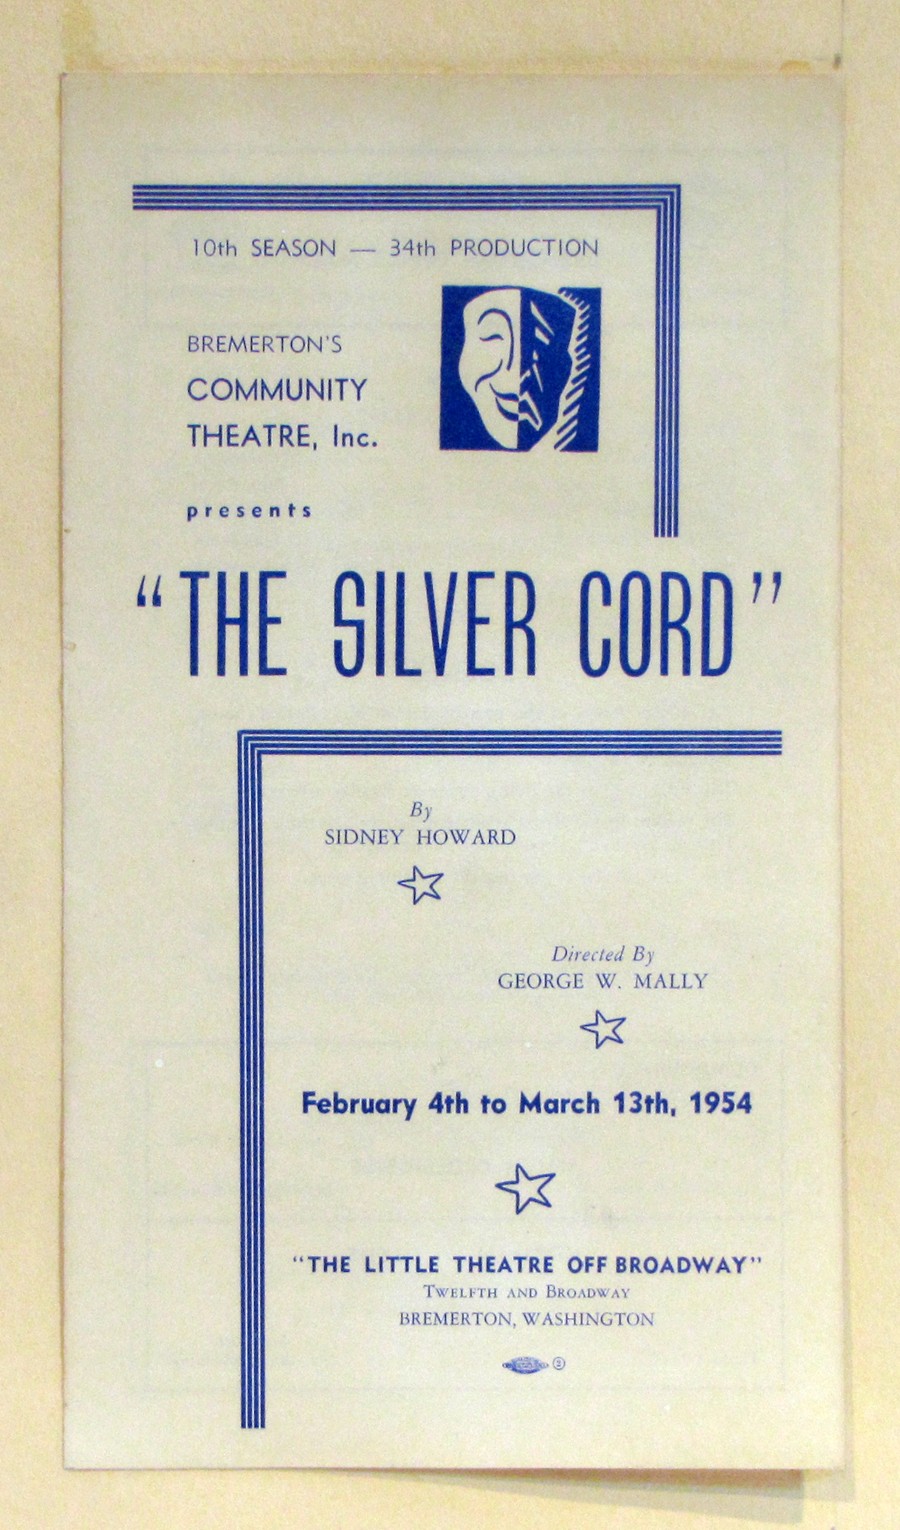 10th SEASON — 34th PRODUCTION
BREMERTON'S
COMMUNITY
THEATRE, Inc.
presents
“THE SILVER CORD”
By
SIDNEY HOWARD
Directed By
GEORGE W. MALLY
February 4th to March 13th, 1954
“THE LITTLE THEATRE OFF BROADWAY”
Twelfth and Broadway
BREMERTON, WASHINGTON
2